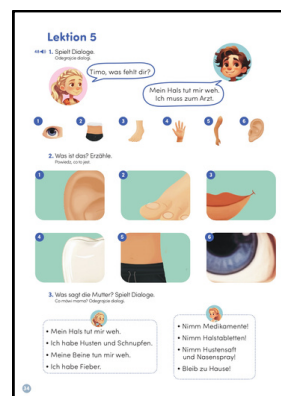 Lektion 5
1. Spielt Dialoge.
Odegrajcie dialogi.
Timo, was fehlt dir?
Mein Hals tut mir weh.
Ich muss zum Arzt.
1 2 3 4 5 6
2. Was ist das? Erzähle.
Powiedz, co to jest.
1 2 3
4 5 6
3. Was sagt die Mutter? Spielt Dialoge.
Co mówi mama? Odegrajcie dialogi.
• Mein Hals tut mir weh.
• Ich habe Husten und Schnupfen.
• Meine Beine tun mir weh.
• Ich habe Fieber.
• Nimm Medikamente!
• Nimm Halstabletten!
• Nimm Hustensaft
und Nasenspray!
• Bleib zu Hause!